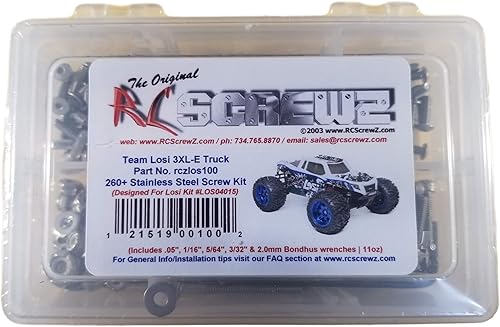 The Original
RCSCREWZ
©2003 www.RCScrewZ.com
web: www.RCScrewZ.com / ph: 734.765.8870 / email: sales@rcscrewz.com
Team Losi 3XL-E Truck
Part No. rczlos100
260+ Stainless Steel Screw Kit
(Designed For Losi Kit #LOS04015)
1 21519 00100 2
LOSI
(Includes .05", 1/16", 5/64", 3/32" & 2.0mm Bondhus wrenches | 11oz)
For General Info/Installation tips visit our FAQ section at www.rcscrewz.com